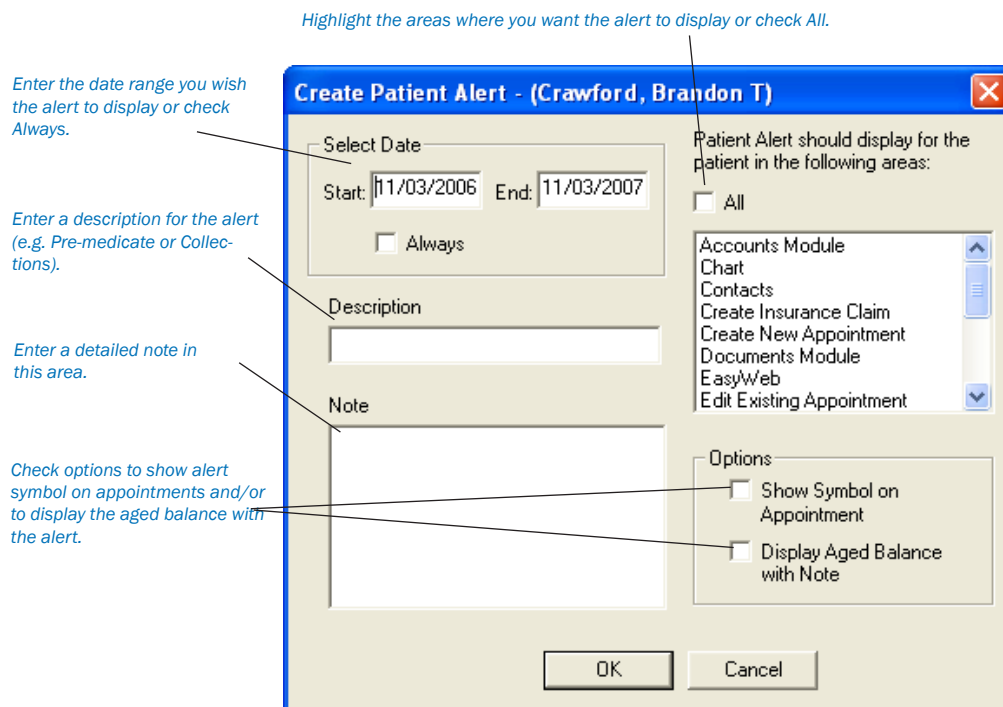 Highlight the areas where you want the alert to display or check All.
Enter the date range you wish
the alert to display or check
Always.
Enter a description for the alert
(e.g. Pre-medicate or Collec-
tions).
Enter a detailed note in
this area.
Check options to show alert
symbol on appointments and/or
to display the aged balance with
the alert.
Create Patient Alert - (Crawford, Brandon T)
Select Date
Start: 11/03/2006 End: 11/03/2007
Always
Description
Note
Patient Alert should display for the
patient in the following areas:
All
Accounts Module
Chart
Contacts
Create Insurance Claim
Create New Appointment
Documents Module
EasyWeb
Edit Existing Appointment
Options
Show Symbol on
Appointment
Display Aged Balance
with Note
OK Cancel